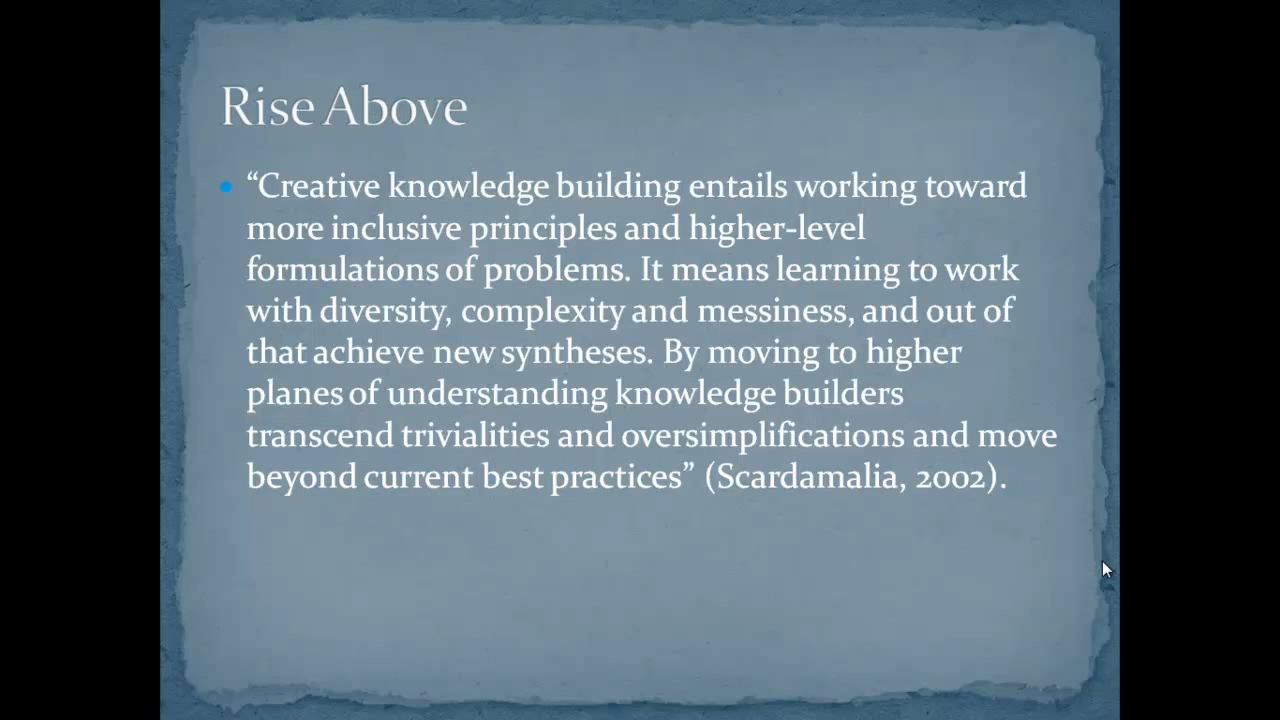 Rise Above
• “Creative knowledge building entails working toward
more inclusive principles and higher-level
formulations of problems. It means learning to work
with diversity, complexity and messiness, and out of
that achieve new syntheses. By moving to higher
planes of understanding knowledge builders
transcend trivialities and oversimplifications and move
beyond current best practices” (Scardamalia, 2002).